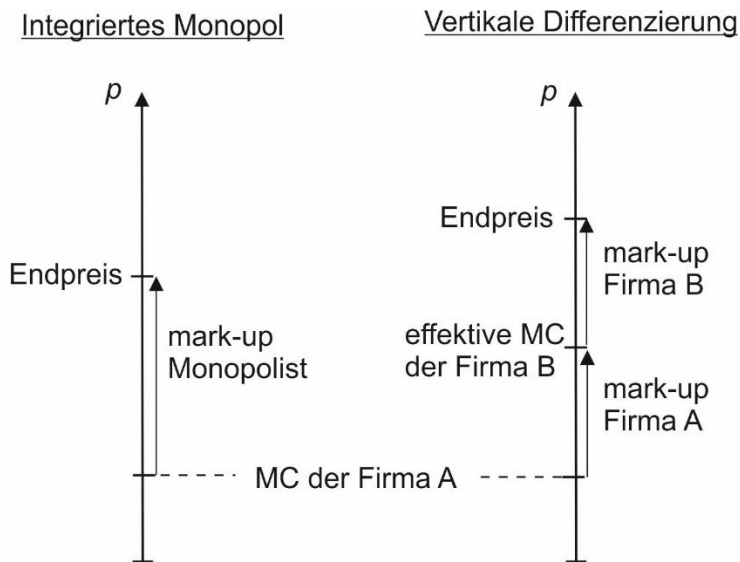 Integriertes Monopol
p
Endpreis
mark-up
Monopolist
MC der Firma A
Vertikale Differenzierung
p
Endpreis
mark-up
Firma B
effektive MC
der Firma B
mark-up
Firma A